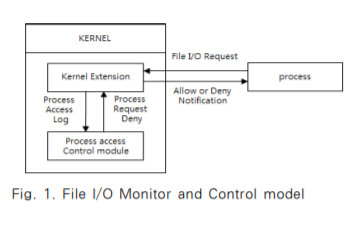 KERNEL
File I/O Request
Kernel Extension
process
Allow or Deny
Notification
Process
Access
Log
Process
Request
Deny
Process access
Control module
Fig. 1. File I/O Monitor and Control model